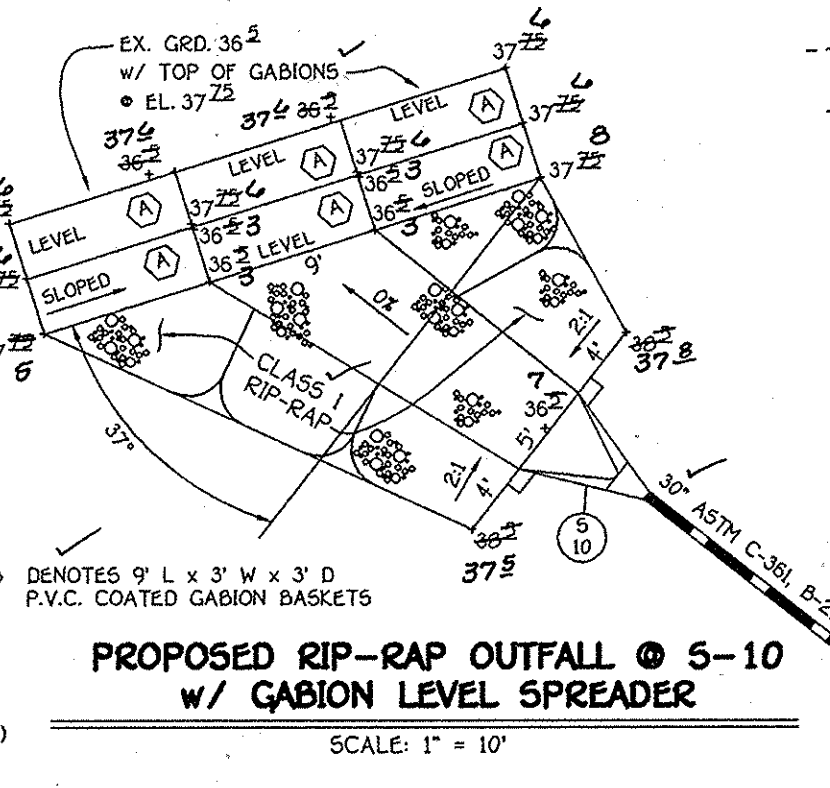 EX. GRD. 36 5
W/ TOP OF GABIONS
@ EL. 37 75
37 75 6
37 6 36 5
37 6 36 5
LEVEL A
37 75 6
LEVEL A
37 75 6
A
37 75 8
36 5 3
SLOPED
LEVEL A
37 75 6
36 5 3
A
36 5 3
LEVEL
SLOPED A
36 5 3
9'
0%
2:1
4'
38 5
37 8
CLASS 1
RIP-RAP
7
36 5
5'
37°
2:1
4'
38 5
37 5
S
10
30" ASTM C-361, B-2
DENOTES 9' L x 3' W x 3' D
P.V.C. COATED GABION BASKETS
PROPOSED RIP-RAP OUTFALL @ S-10
W/ GABION LEVEL SPREADER
SCALE: 1" = 10'